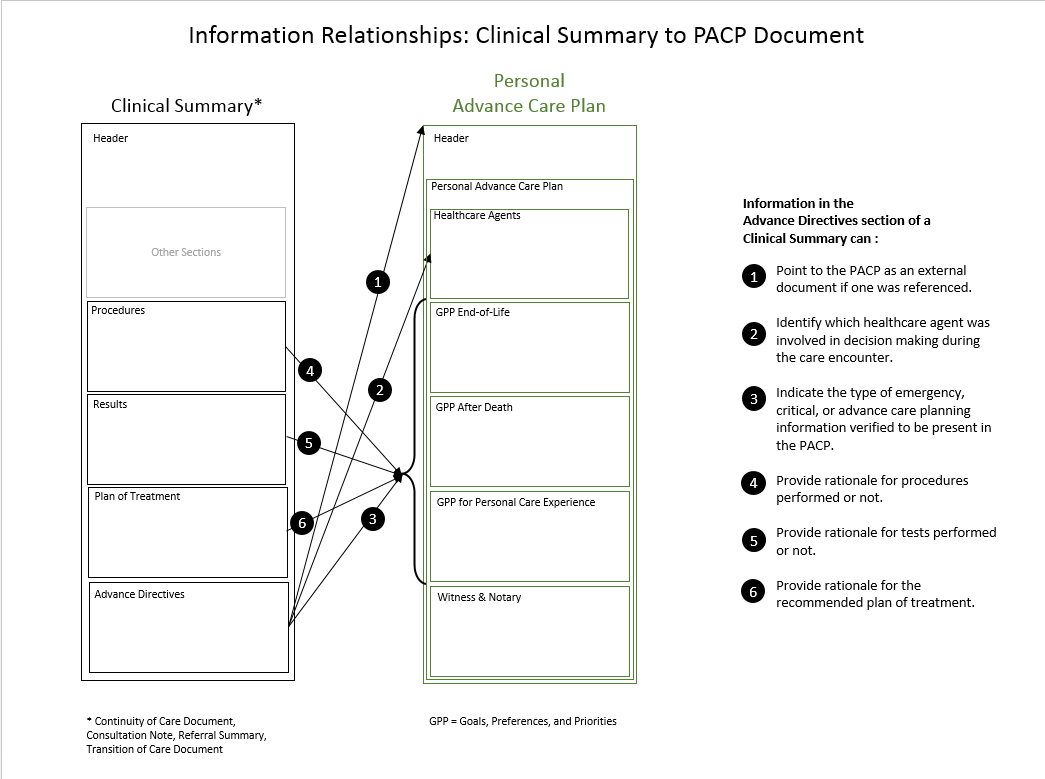 Information Relationships: Clinical Summary to PACP Document
Clinical Summary*
Header
Other Sections
Procedures
Results
Plan of Treatment
Advance Directives
* Continuity of Care Document,
Consultation Note, Referral Summary,
Transition of Care Document
1
2
3
4
5
6
Personal
Advance Care Plan
Header
Personal Advance Care Plan
Healthcare Agents
GPP End-of-Life
GPP After Death
GPP for Personal Care Experience
Witness & Notary
GPP = Goals, Preferences, and Priorities
Information in the
Advance Directives section of a
Clinical Summary can :
1 Point to the PACP as an external
document if one was referenced.
2 Identify which healthcare agent was
involved in decision making during
the care encounter.
3 Indicate the type of emergency,
critical, or advance care planning
information verified to be present in
the PACP.
4 Provide rationale for procedures
performed or not.
5 Provide rationale for tests performed
or not.
6 Provide rationale for the
recommended plan of treatment.